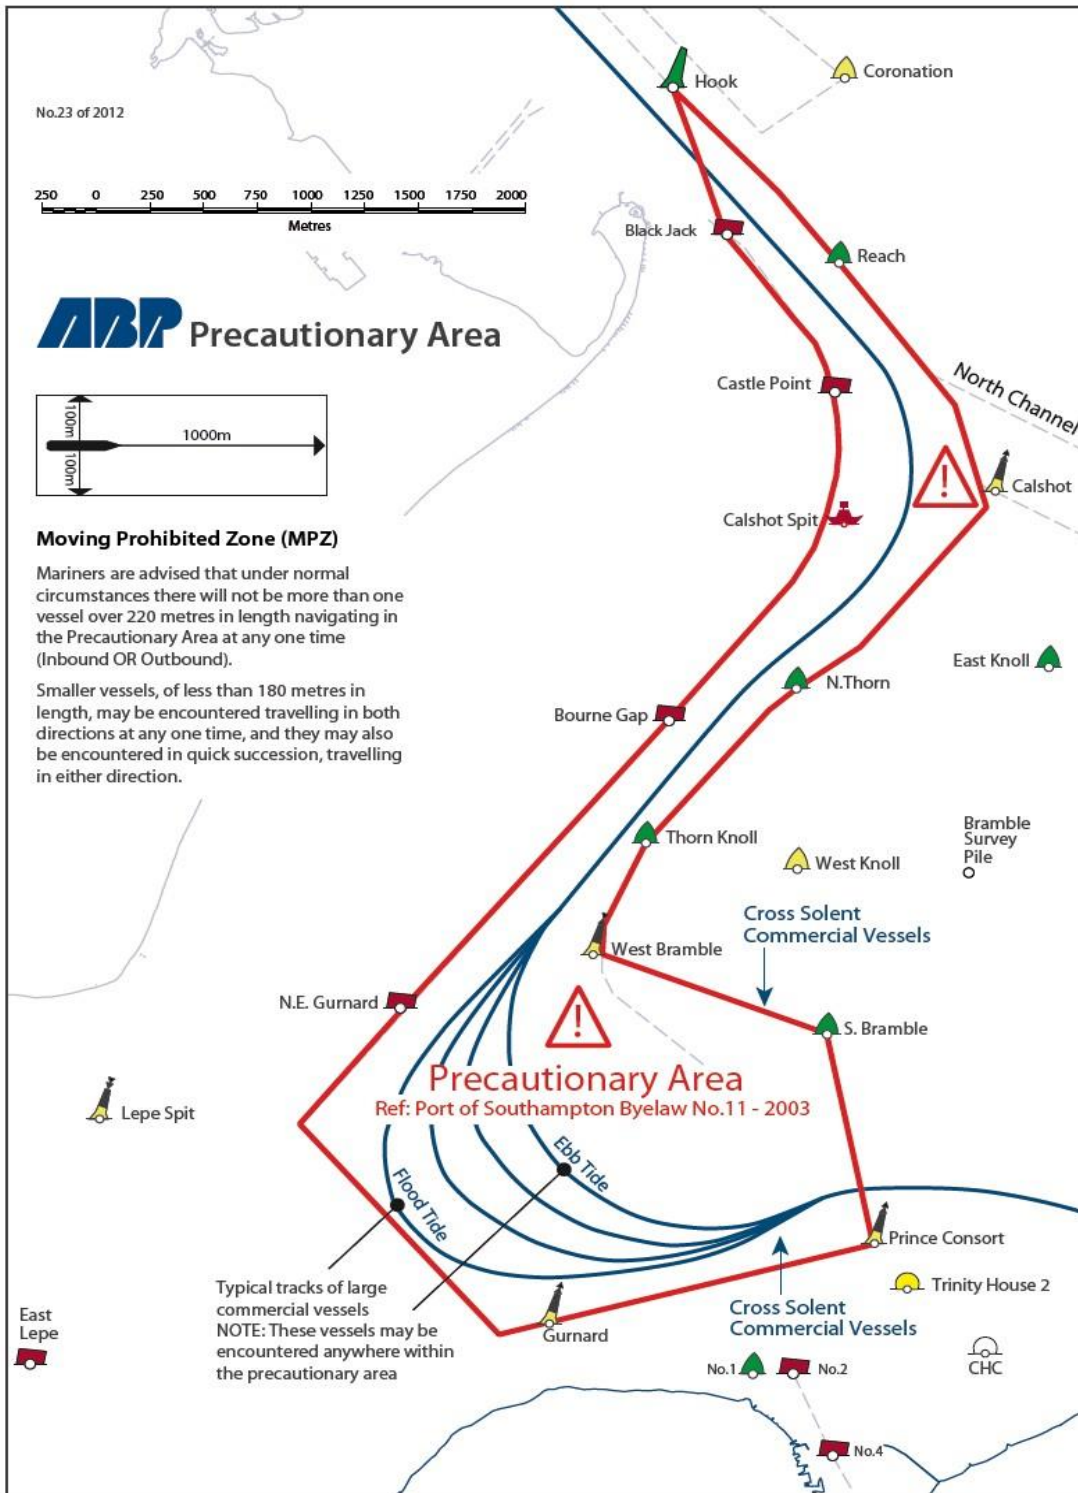 Hook
Coronation
No.23 of 2012
250 0 250 500 750 1000 1250 1500 1750 2000
Metres
Black Jack
Reach
ABP Precautionary Area
North Channel
Castle Point
100m
1000m
100m
Calshot
Calshot Spit
Moving Prohibited Zone (MPZ)
Mariners are advised that under normal
circumstances there will not be more than one
vessel over 220 metres in length navigating in
the Precautionary Area at any one time
(Inbound OR Outbound).
Smaller vessels, of less than 180 metres in
length, may be encountered travelling in both
directions at any one time, and they may also
be encountered in quick succession, travelling
in either direction.
!
East Knoll
N.Thorn
Bourne Gap
Thorn Knoll
West Knoll
Bramble
Survey
Pile
Cross Solent
Commercial Vessels
West Bramble
N.E. Gurnard
S. Bramble
!
Precautionary Area
Ref: Port of Southampton Byelaw No.11 - 2003
Lepe Spit
Ebb Tide
Flood Tide
Prince Consort
Trinity House 2
Typical tracks of large
commercial vessels
NOTE: These vessels may be
encountered anywhere within
the precautionary area
Cross Solent
Commercial Vessels
Gurnard
East
Lepe
CHC
No.1
No.2
No.4